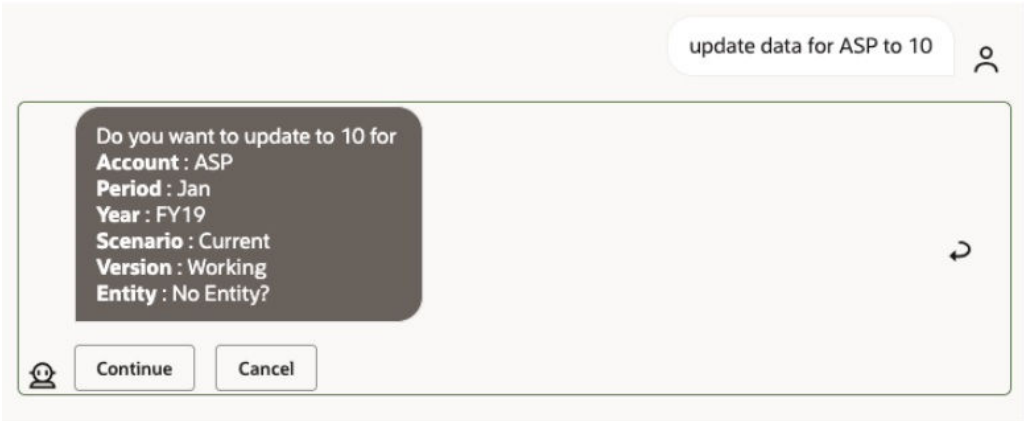 update data for ASP to 10
Do you want to update to 10 for
Account : ASP
Period : Jan
Year : FY19
Scenario : Current
Version : Working
Entity : No Entity?
Continue
Cancel